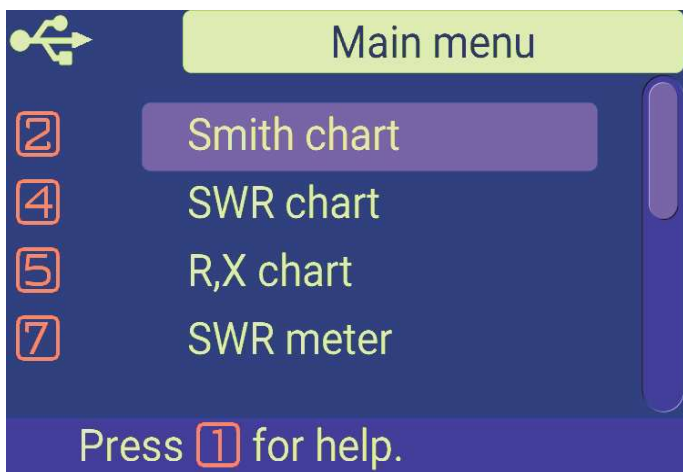 Main menu
2 Smith chart
4 SWR chart
5 R,X chart
7 SWR meter
Press 1 for help.